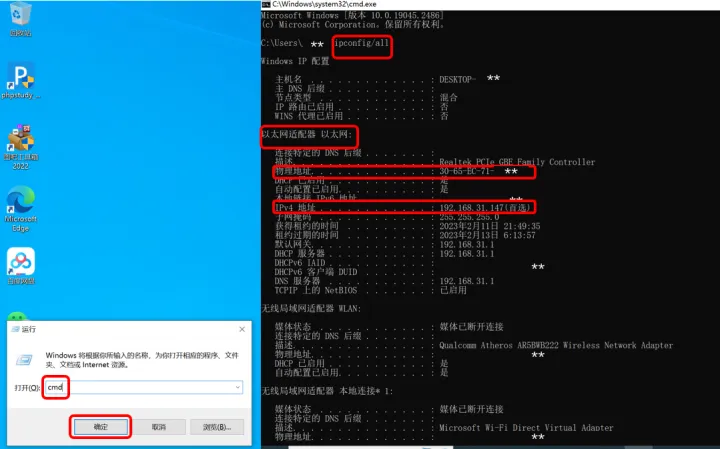 phpstudy_...
图吧工具箱
2022
Microsoft
Edge
百度网盘
运行
Windows 将根据你所输入的名称，为你打开相应的程序、文件
夹、文档或 Internet 资源。
打开(O):
cmd
确定
取消
浏览(B)...
C:\Windows\system32\cmd.exe
Microsoft Windows [版本 10.0.19045.2486]
(c) Microsoft Corporation。保留所有权利。
C:\Users\ ** ipconfig/all
Windows IP 配置
主机名 . . . . . . . . . . . . . : DESKTOP- **
主 DNS 后缀 . . . . . . . . . . . :
节点类型 . . . . . . . . . . . . : 混合
IP 路由已启用 . . . . . . . . . . : 否
WINS 代理已启用 . . . . . . . . . : 否
以太网适配器 以太网:
连接特定的 DNS 后缀 . . . . . . . :
描述. . . . . . . . . . . . . . . : Realtek PCIe GBE Family Controller
物理地址. . . . . . . . . . . . . : 30-65-EC-71- **
DHCP 已启用 . . . . . . . . . . . : 是
自动配置已启用. . . . . . . . . . : 是
本地链接 IPv6 地址. . . . . . . . : **
IPv4 地址 . . . . . . . . . . . . : 192.168.31.147(首选)
子网掩码 . . . . . . . . . . . . : 255.255.255.0
获得租约的时间 . . . . . . . . . : 2023年2月11日 21:49:35
租约过期的时间 . . . . . . . . . : 2023年2月13日 6:13:57
默认网关. . . . . . . . . . . . . : 192.168.31.1
DHCP 服务器 . . . . . . . . . . . : 192.168.31.1
DHCPv6 IAID . . . . . . . . . . . : **
DHCPv6 客户端 DUID . . . . . . . :
DNS 服务器 . . . . . . . . . . . : 192.168.31.1
TCPIP 上的 NetBIOS . . . . . . . : 已启用
无线局域网适配器 WLAN:
媒体状态 . . . . . . . . . . . . : 媒体已断开连接
连接特定的 DNS 后缀 . . . . . . . :
描述. . . . . . . . . . . . . . . : Qualcomm Atheros AR5BWB222 Wireless Network Adapter
物理地址. . . . . . . . . . . . . : **
DHCP 已启用 . . . . . . . . . . . : 是
自动配置已启用. . . . . . . . . . : 是
无线局域网适配器 本地连接* 1:
媒体状态 . . . . . . . . . . . . : 媒体已断开连接
连接特定的 DNS 后缀 . . . . . . . :
描述. . . . . . . . . . . . . . . : Microsoft Wi-Fi Direct Virtual Adapter
物理地址. . . . . . . . . . . . . : **